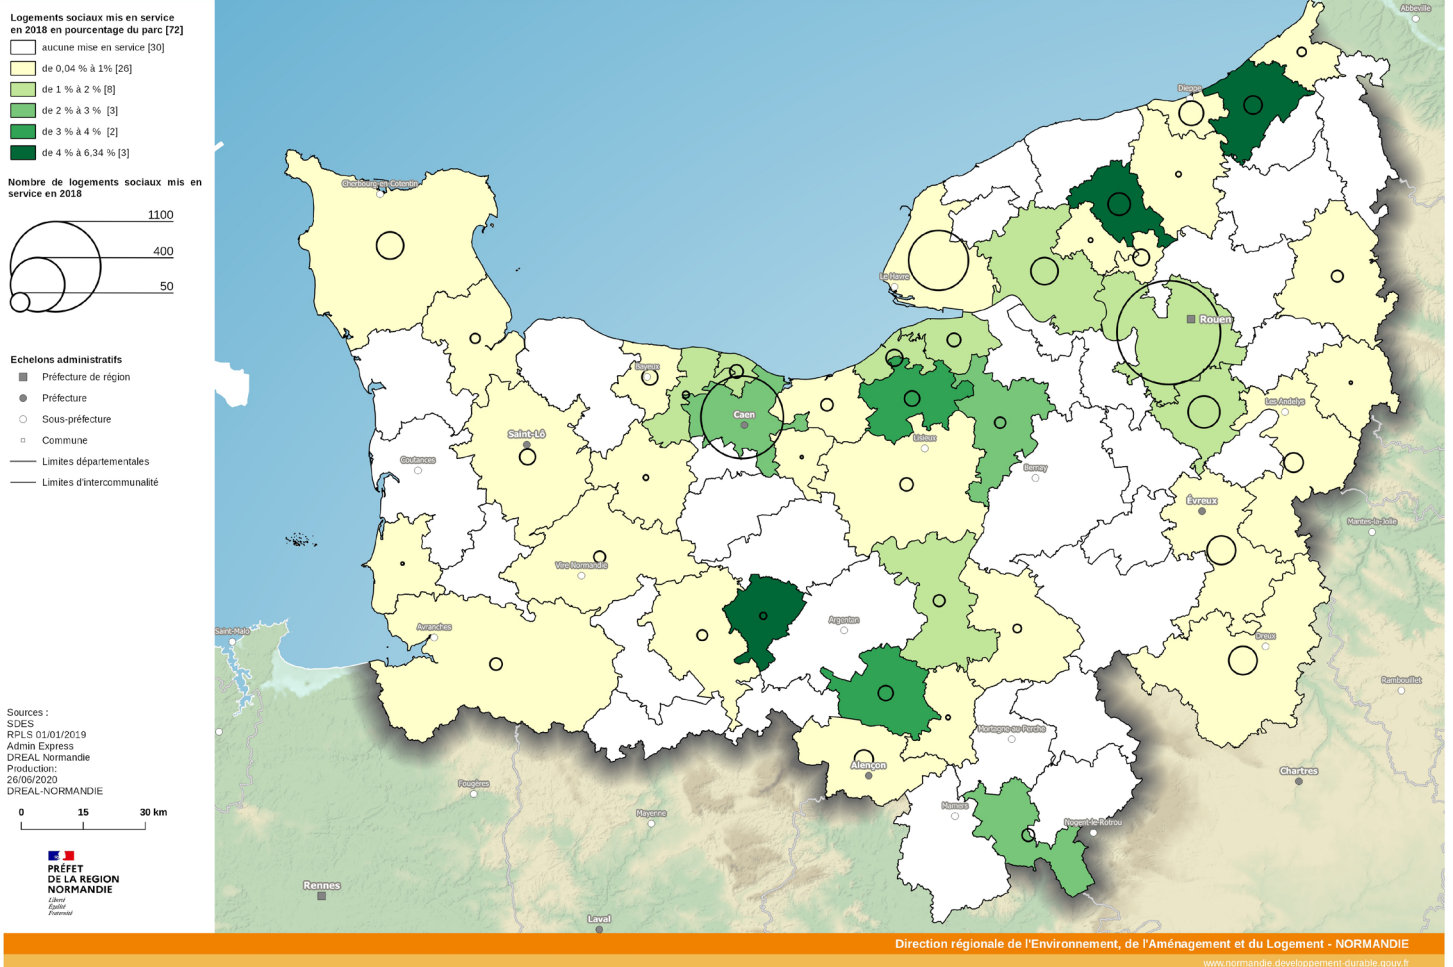 Logements sociaux mis en service
en 2018 en pourcentage du parc [72]
aucune mise en service [30]
de 0,04 % à 1% [26]
de 1 % à 2 % [8]
de 2 % à 3 % [3]
de 3 % à 4 % [2]
de 4 % à 6,34 % [3]
Nombre de logements sociaux mis en
service en 2018
1100
400
50
Echelons administratifs
Préfecture de région
Préfecture
Sous-préfecture
Commune
Limites départementales
Limites d'intercommunalité
Sources :
SDES
RPLS 01/01/2019
Admin Express
DREAL Normandie
Production:
26/06/2020
DREAL-NORMANDIE
0 15 30 km
PRÉFET
DE LA REGION
NORMANDIE
Liberté
Égalité
Fraternité
Abbeville
Dieppe
Cherbourg-en-Cotentin
Le Havre
Rouen
Bayeux
Les Andelys
Caen
Saint-Lô
Lisieux
Coutances
Bernay
Évreux
Mantes-la-Jolie
Vire-Normandie
Argentan
Avranches
Saint-Malo
Dreux
Rambouillet
Mortagne-au-Perche
Alençon
Chartres
Fougères
Mamers
Mayenne
Nogent-le-Rotrou
Rennes
Laval
Direction régionale de l'Environnement, de l'Aménagement et du Logement - NORMANDIE
www.normandie.developpement-durable.gouv.fr